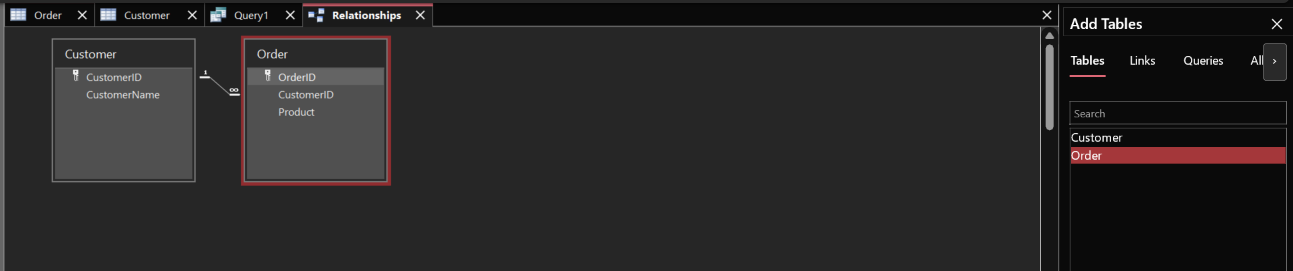 Order
Customer
Query1
Relationships
Customer
CustomerID
CustomerName
1
∞
Order
OrderID
CustomerID
Product
Add Tables
Tables Links Queries All
Search
Customer
Order